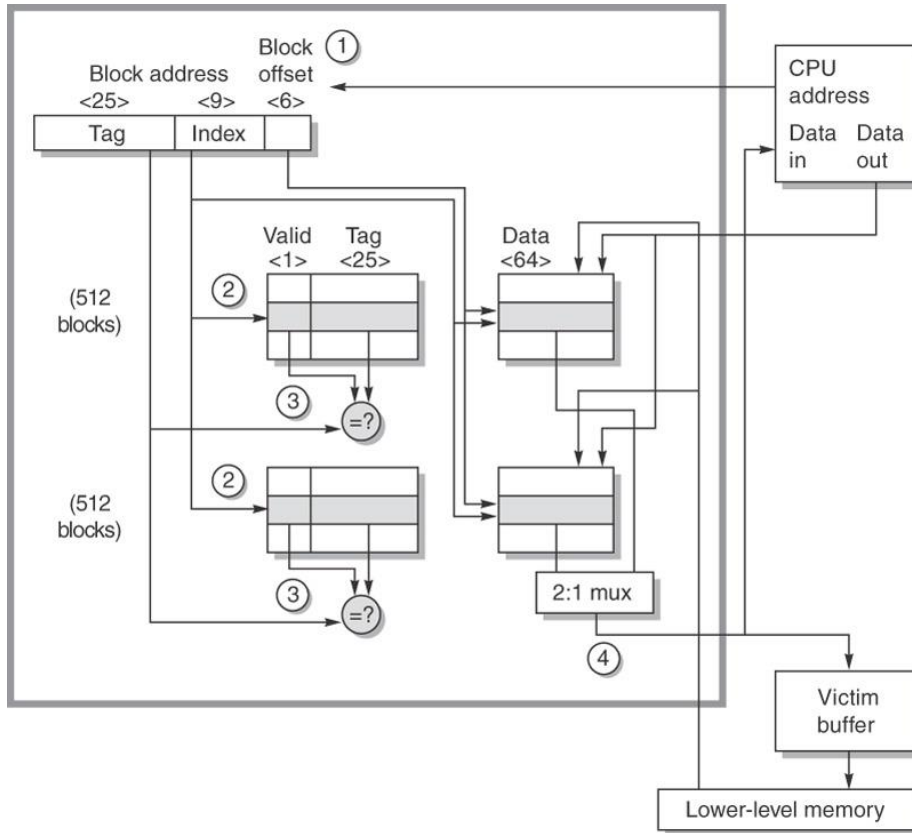 Block
offset
1
Block address
<25>
<9>
<6>
Tag
Index
CPU
address
Data
in
Data
out
Valid
<1>
Tag
<25>
Data
<64>
(512
blocks)
2
3
=?
(512
blocks)
2
3
=?
2:1 mux
4
Victim
buffer
Lower-level memory